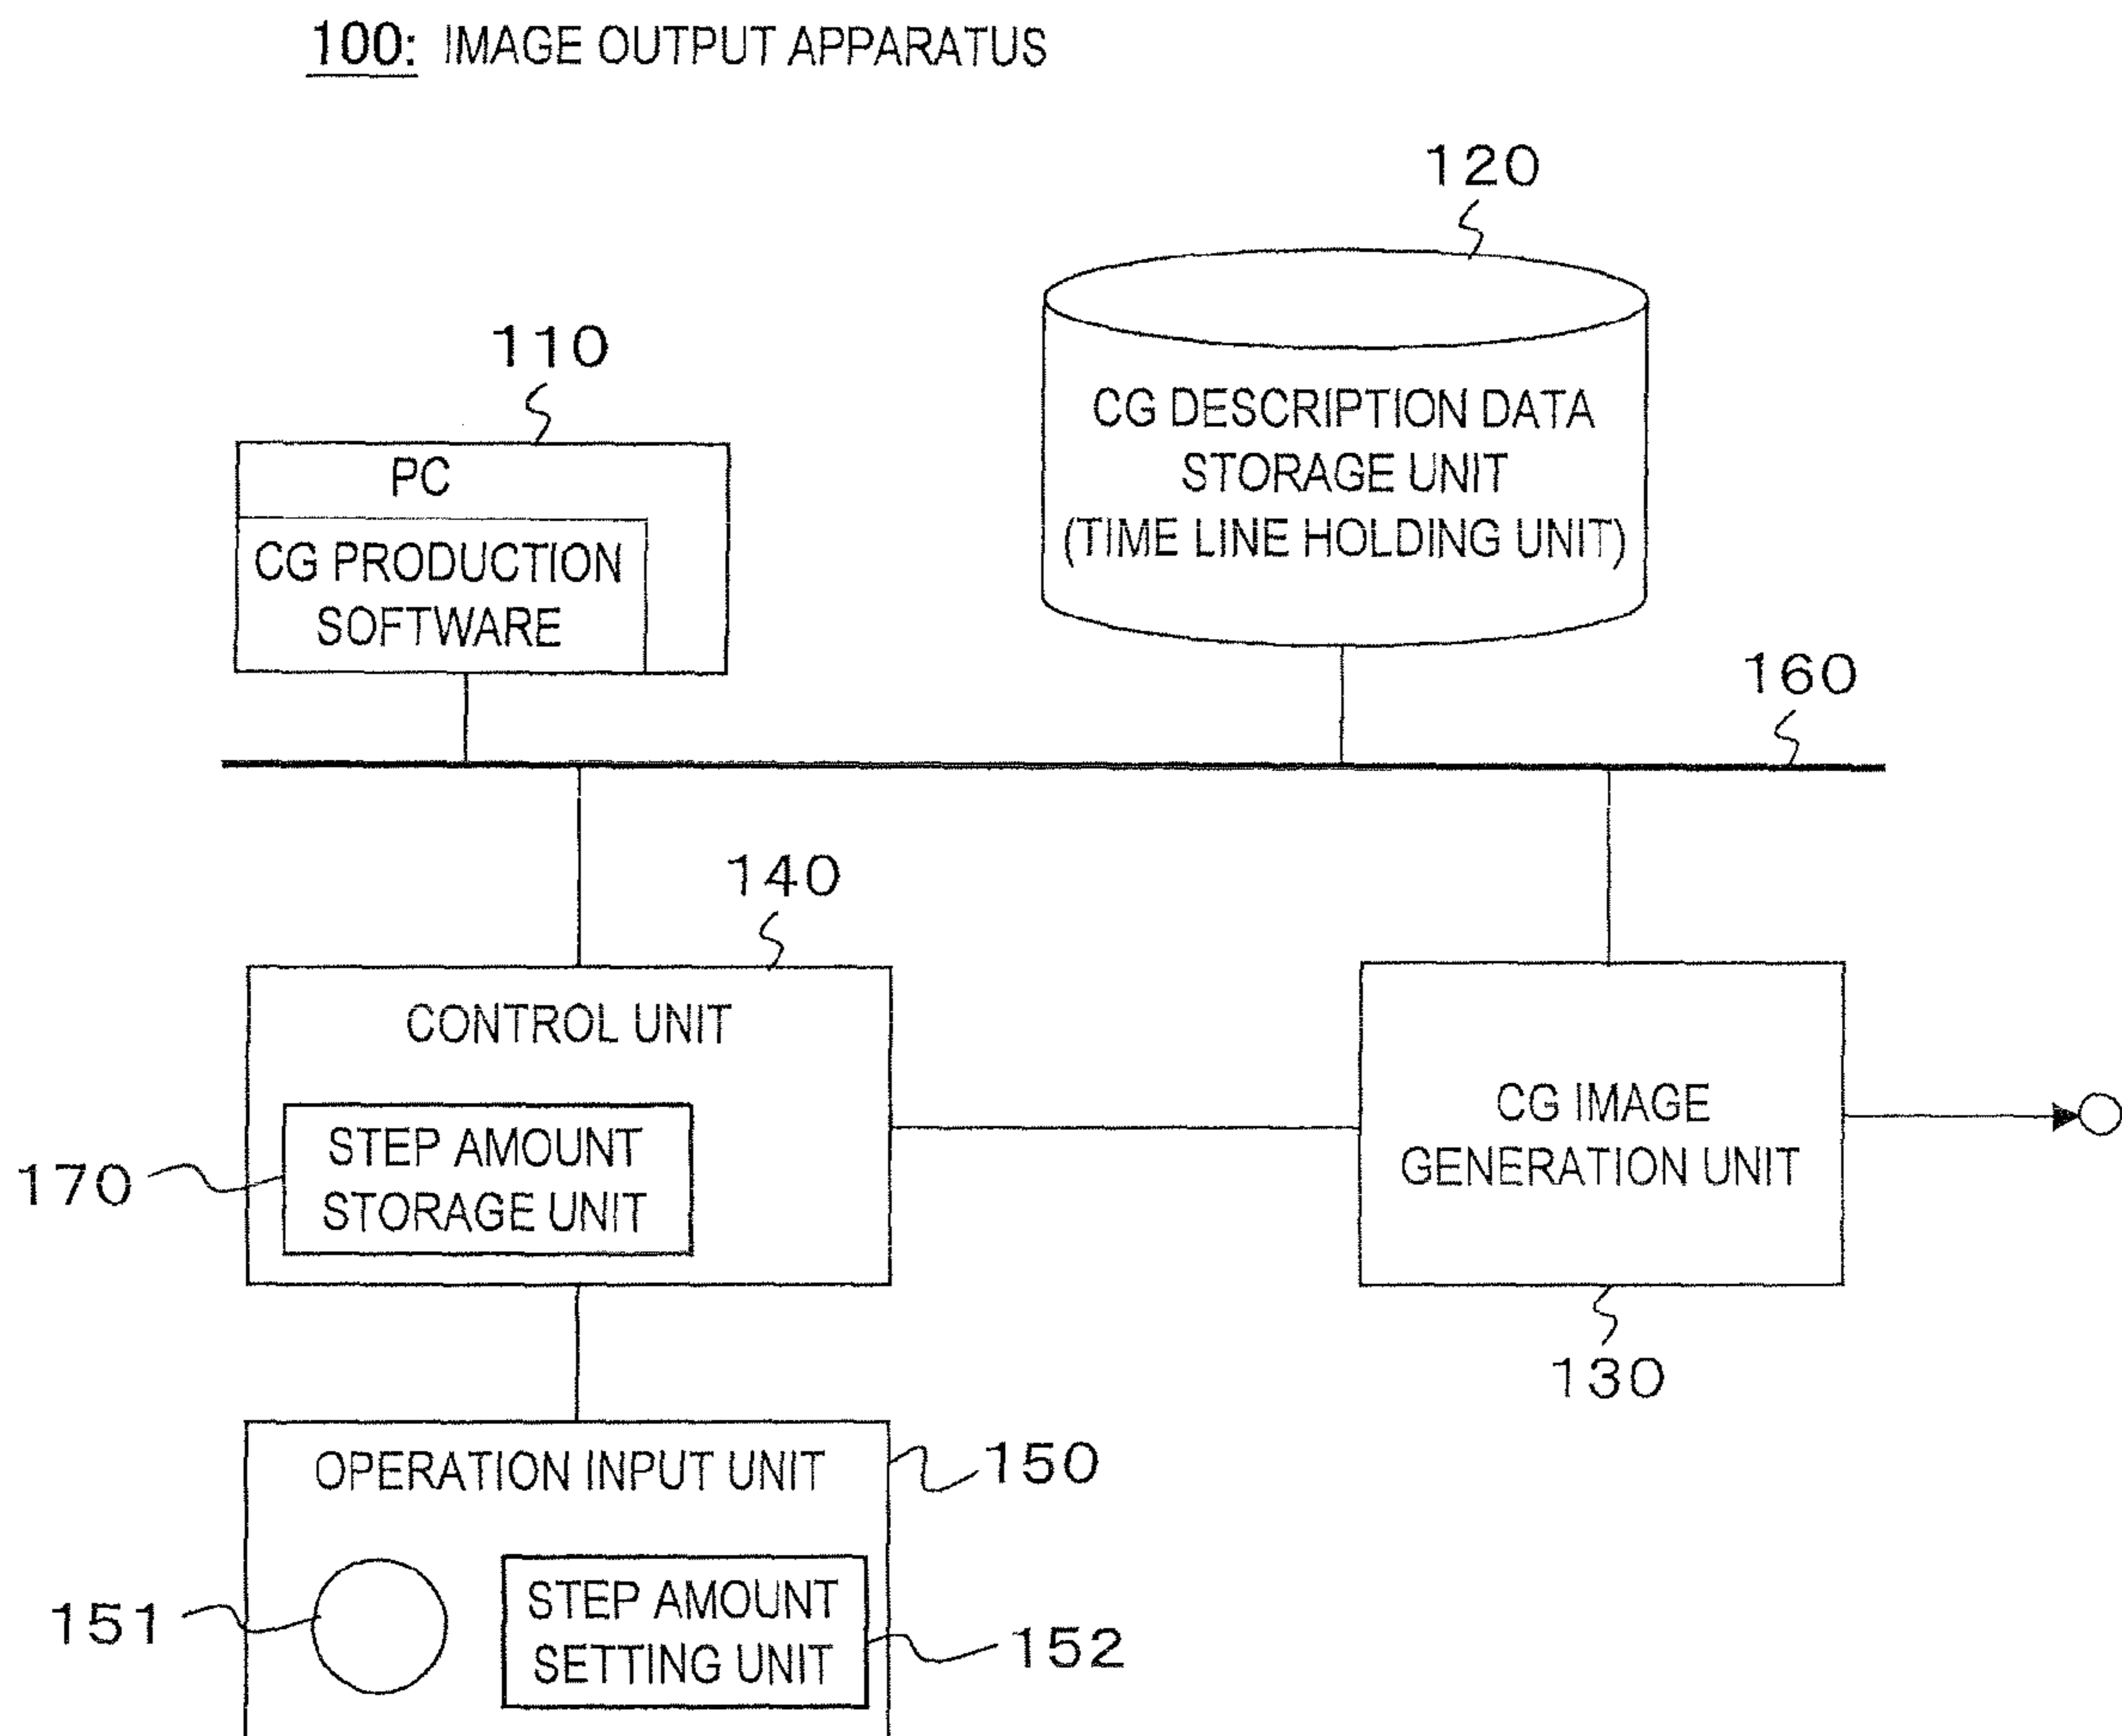 100: IMAGE OUTPUT APPARATUS
120
110
PC
CG PRODUCTION
SOFTWARE
CG DESCRIPTION DATA
STORAGE UNIT
(TIME LINE HOLDING UNIT)
160
140
CONTROL UNIT
STEP AMOUNT
STORAGE UNIT
170
CG IMAGE
GENERATION UNIT
130
OPERATION INPUT UNIT
150
151
STEP AMOUNT
SETTING UNIT
152